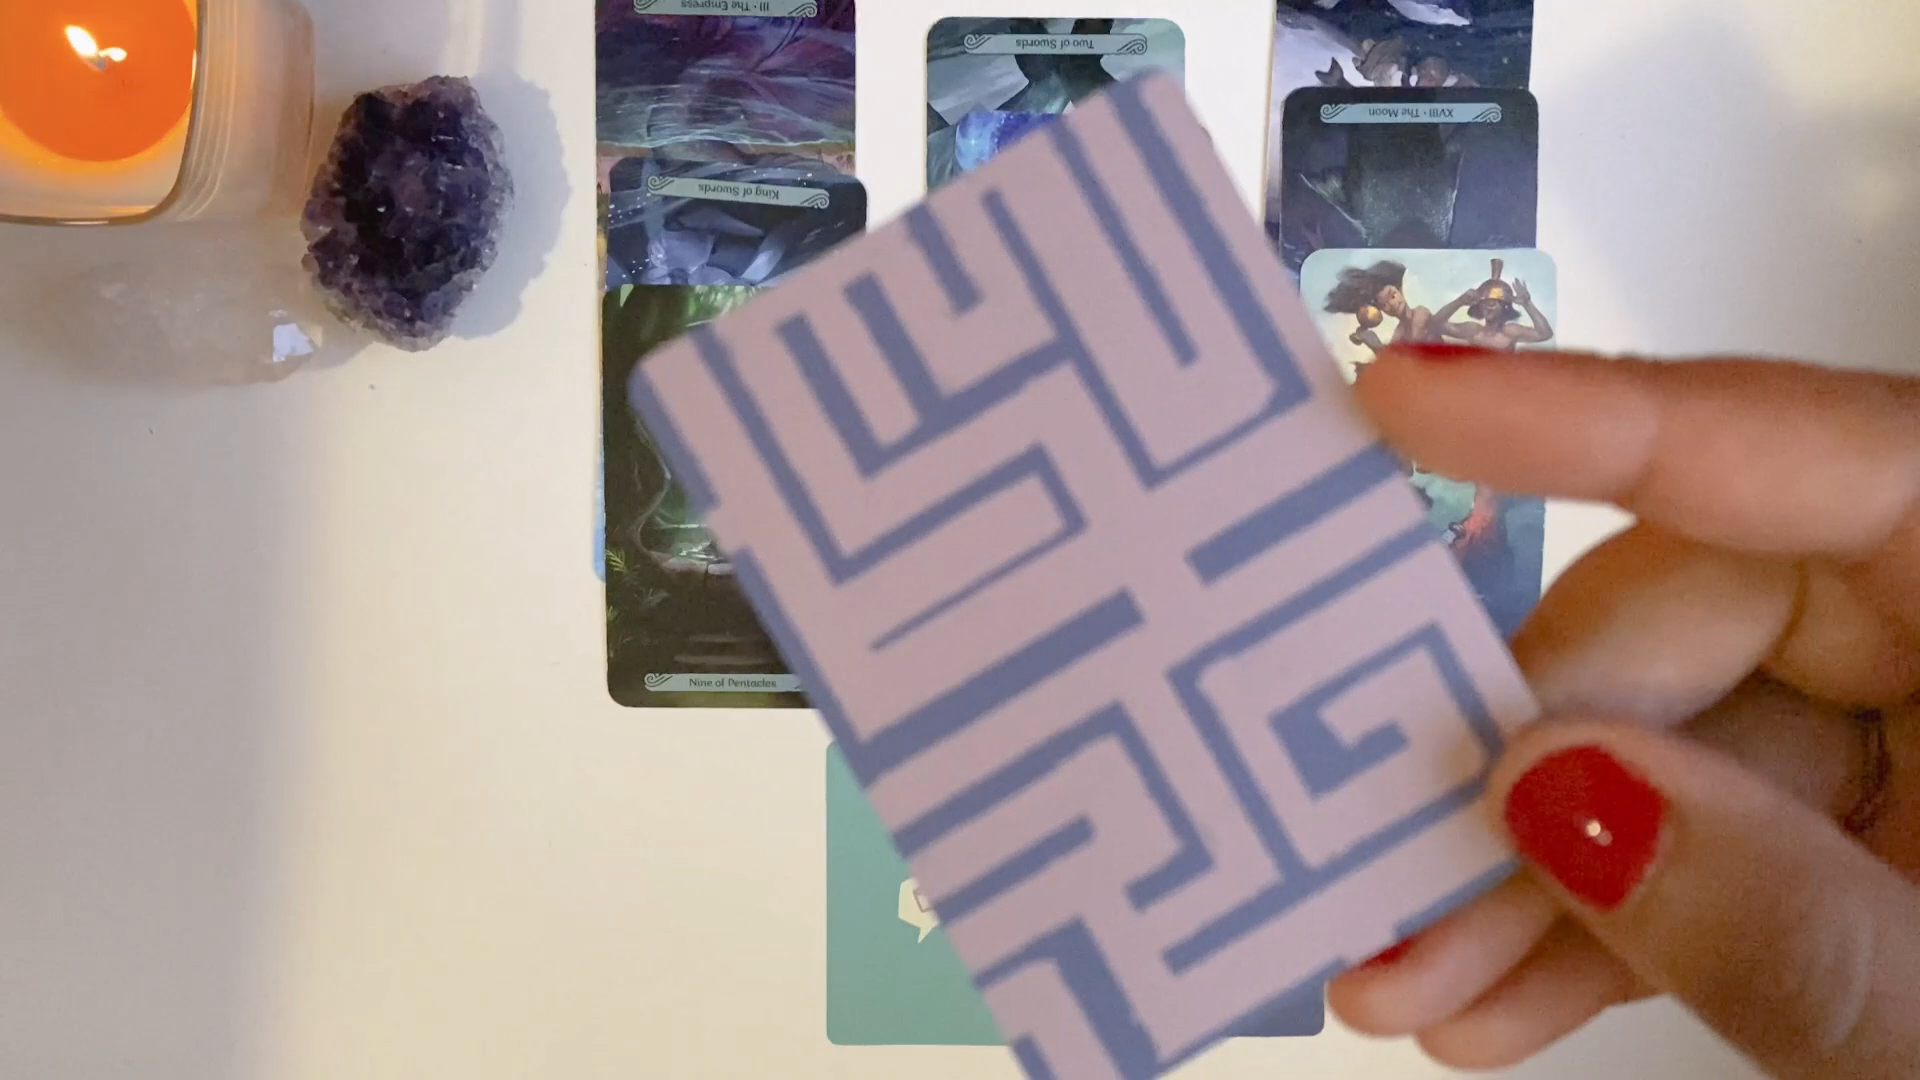 III • The Empress
Two of Swords
XVIII • The Moon
King of Swords
Nine of Pentacles